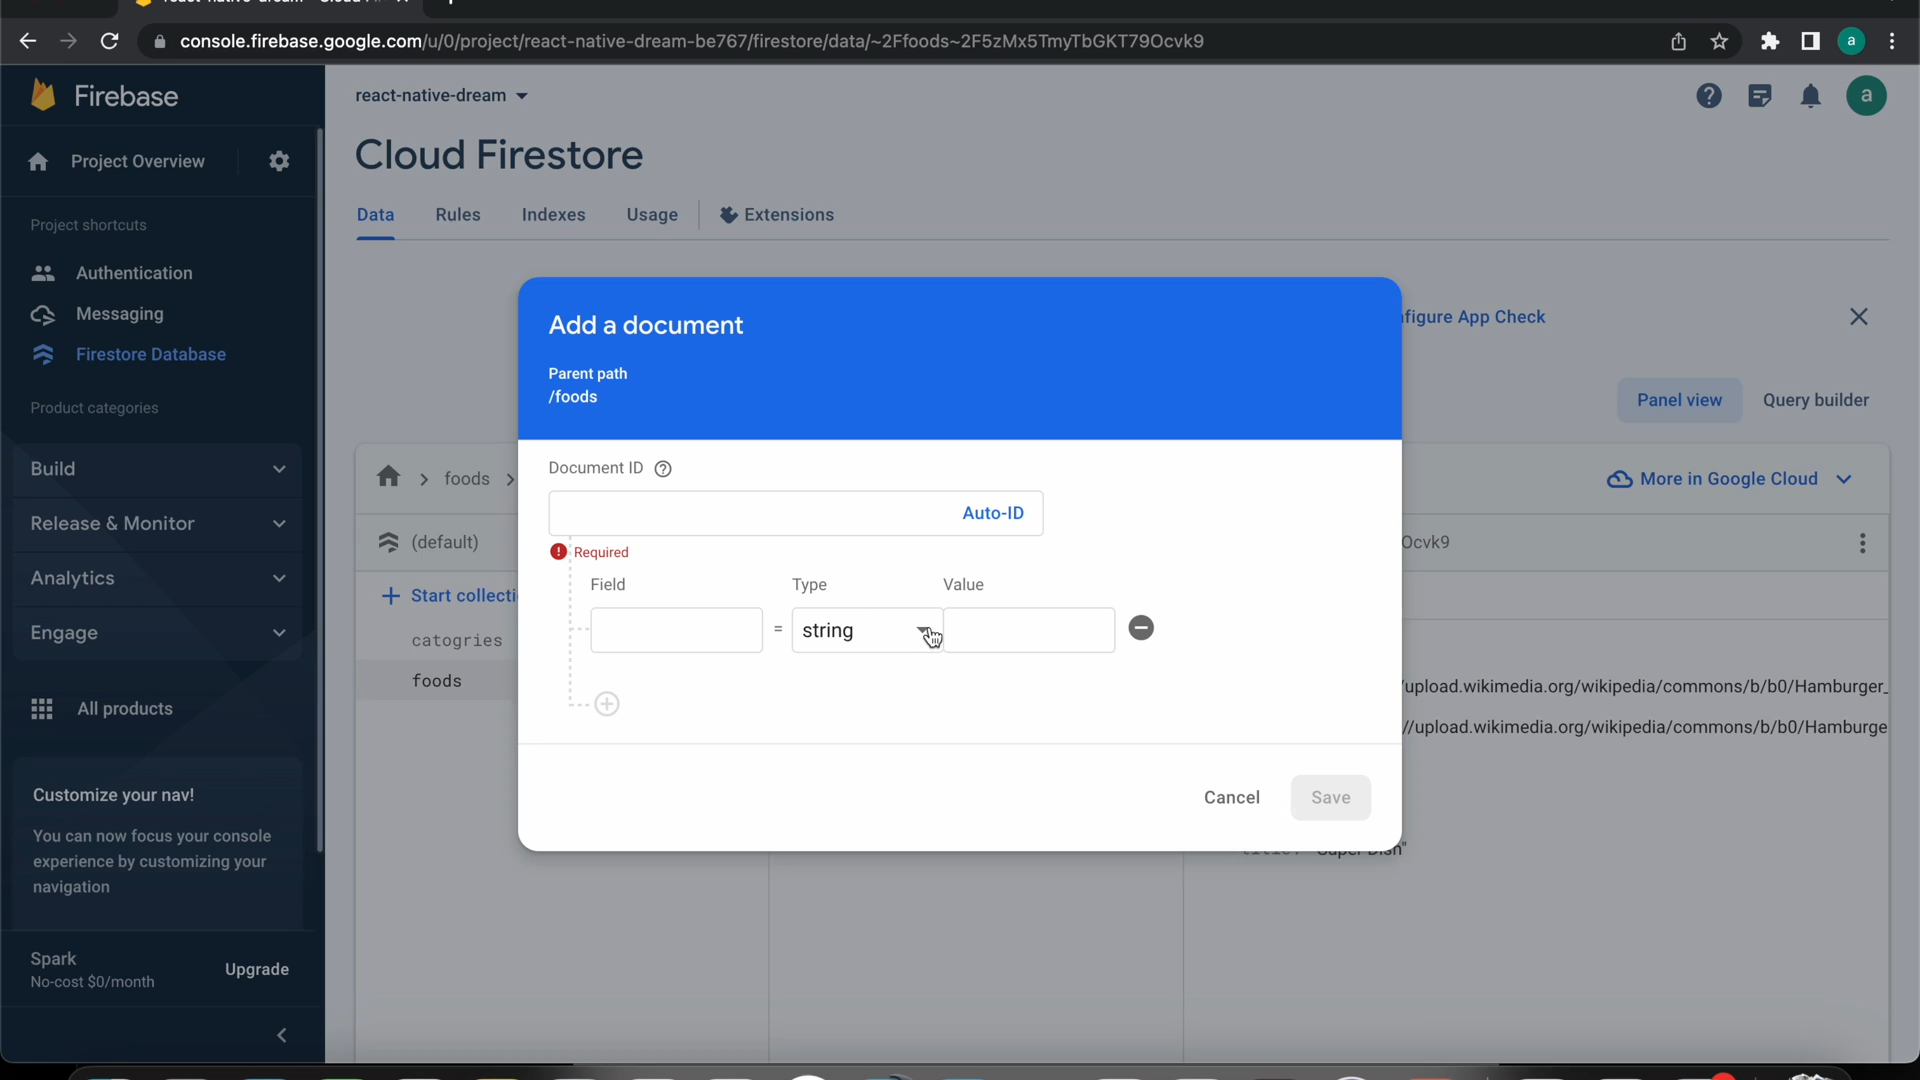 console.firebase.google.com/u/0/project/react-native-dream-be767/firestore/data/~2Ffoods~2F5zMx5TmyTbGKT79Ocvk9
a
Firebase
react-native-dream
a
Project Overview
Cloud Firestore
Project shortcuts
Data Rules Indexes Usage Extensions
Authentication
Messaging
Firestore Database
Product categories
Build
Release & Monitor
Analytics
Engage
All products
Customize your nav!
You can now focus your console
experience by customizing your
navigation
Spark
No-cost $0/month
Upgrade
figure App Check
Panel view Query builder
foods
More in Google Cloud
(default)
Ocvk9
Start collecti
catogries
foods
Add a document
Parent path
/foods
Document ID
Auto-ID
Required
Field Type Value
= string
Cancel Save
/upload.wikimedia.org/wikipedia/commons/b/b0/Hamburger_
//upload.wikimedia.org/wikipedia/commons/b/b0/Hamburge